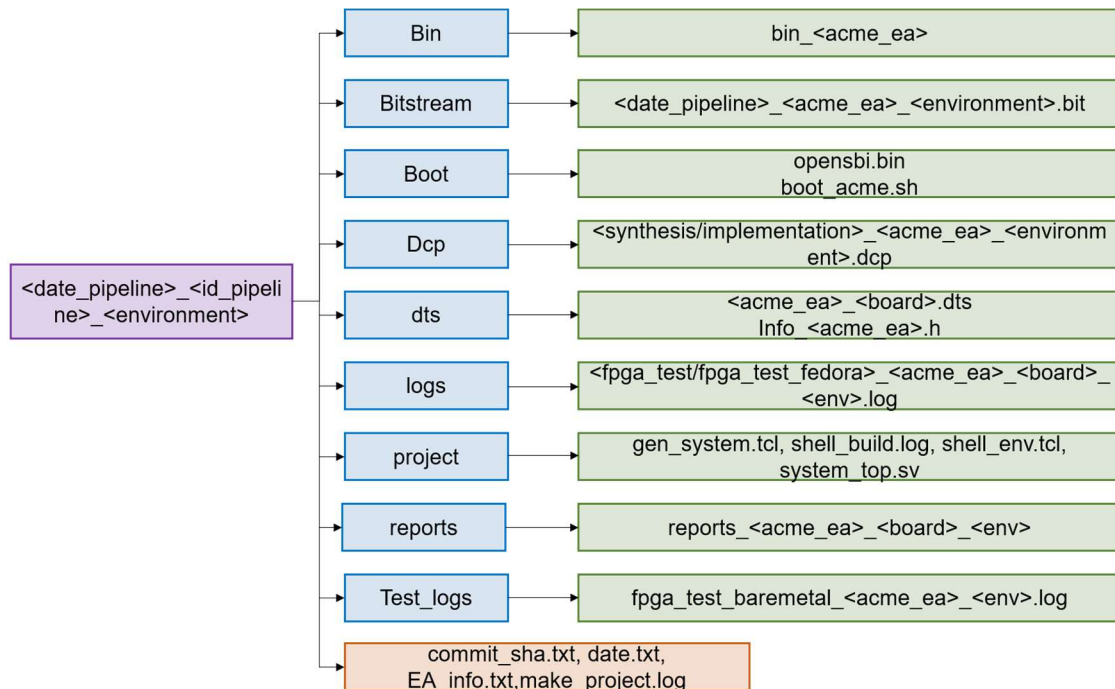 Bin
bin_<acme_ea>
Bitstream
<date_pipeline>_<acme_ea>_<environment>.bit
Boot
opensbi.bin
boot_acme.sh
Dcp
<synthesis/implementation>_<acme_ea>_<environm
ent>.dcp
<date_pipeline>_<id_pipeli
ne>_<environment>
dts
<acme_ea>_<board>.dts
Info_<acme_ea>.h
logs
<fpga_test/fpga_test_fedora>_<acme_ea>_<board>_
<env>.log
project
gen_system.tcl, shell_build.log, shell_env.tcl,
system_top.sv
reports
reports_<acme_ea>_<board>_<env>
Test_logs
fpga_test_baremetal_<acme_ea>_<env>.log
commit_sha.txt, date.txt,
EA_info.txt,make_project.log